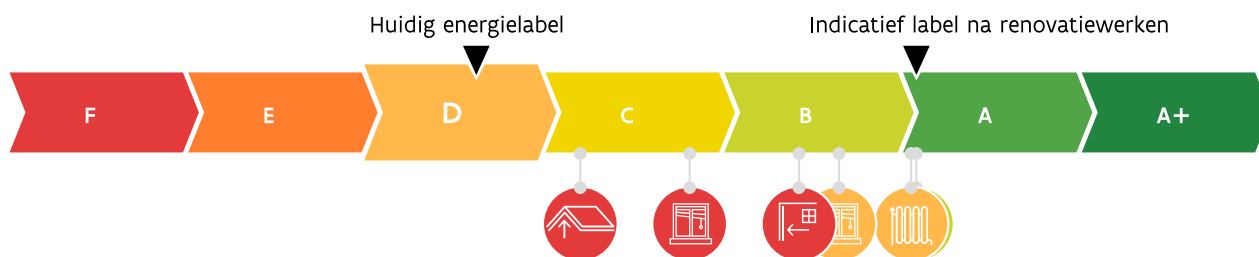 Huidig energielabel
Indicatief label na renovatiewerken
F
E
D
C
B
A
A+